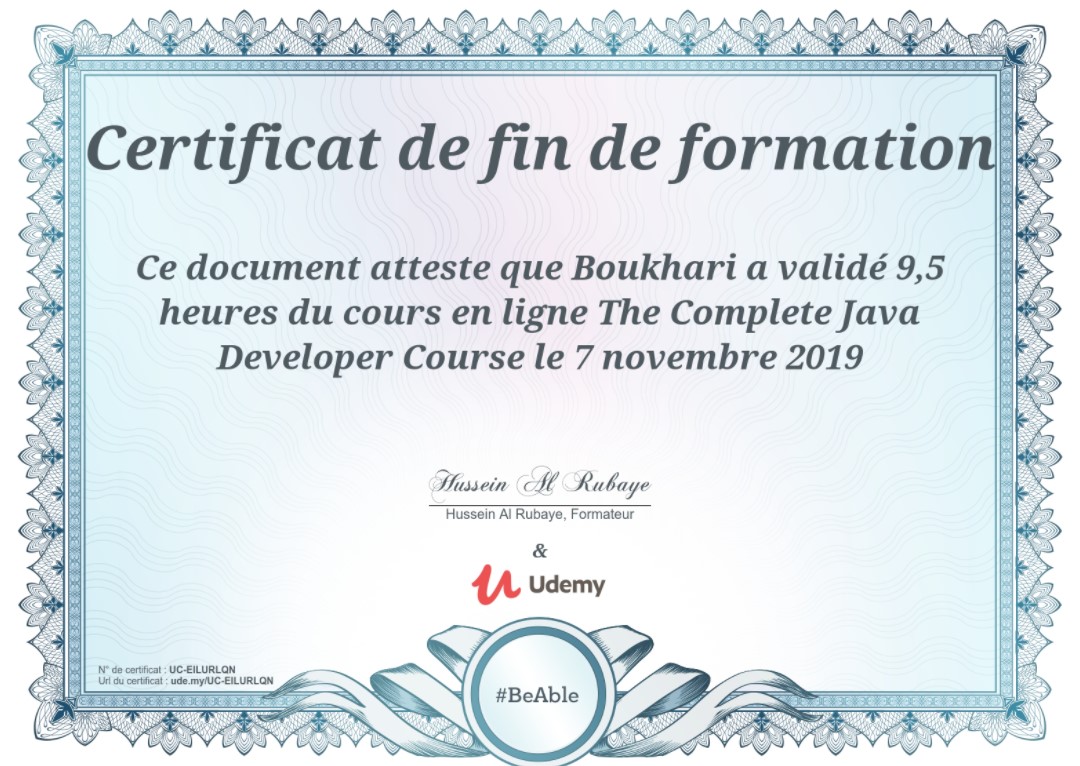 Certificat de fin de formation
Ce document atteste que Boukhari a validé 9,5
heures du cours en ligne The Complete Java
Developer Course le 7 novembre 2019
Hussein Al Rubaye
Hussein Al Rubaye, Formateur
&
Udemy
N° de certificat : UC-EILURLQN
Url du certificat : ude.my/UC-EILURLQN
#BeAble